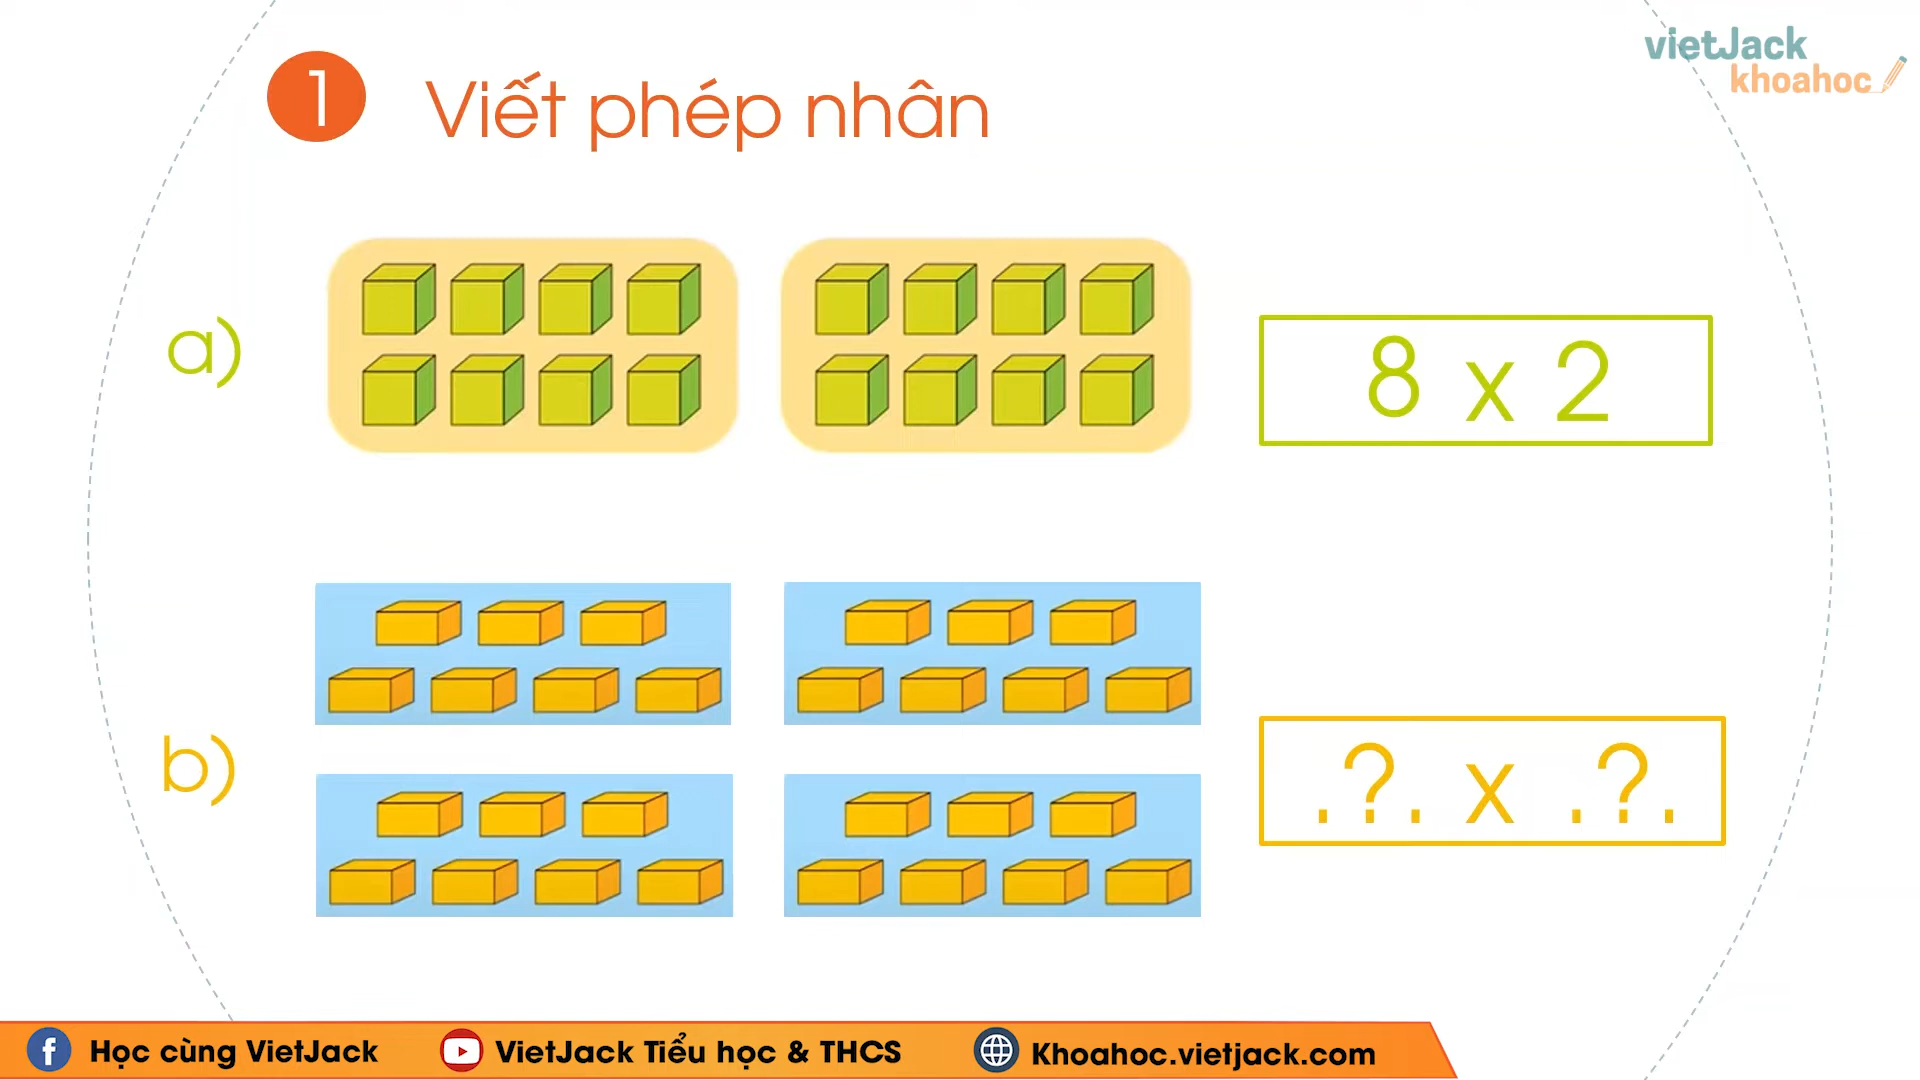 vietJack
khoahoc
1 Viết phép nhân
a)
8 x 2
b)
.?. x .?.
Học cùng VietJack
VietJack Tiểu học & THCS
Khoahoc.vietjack.com